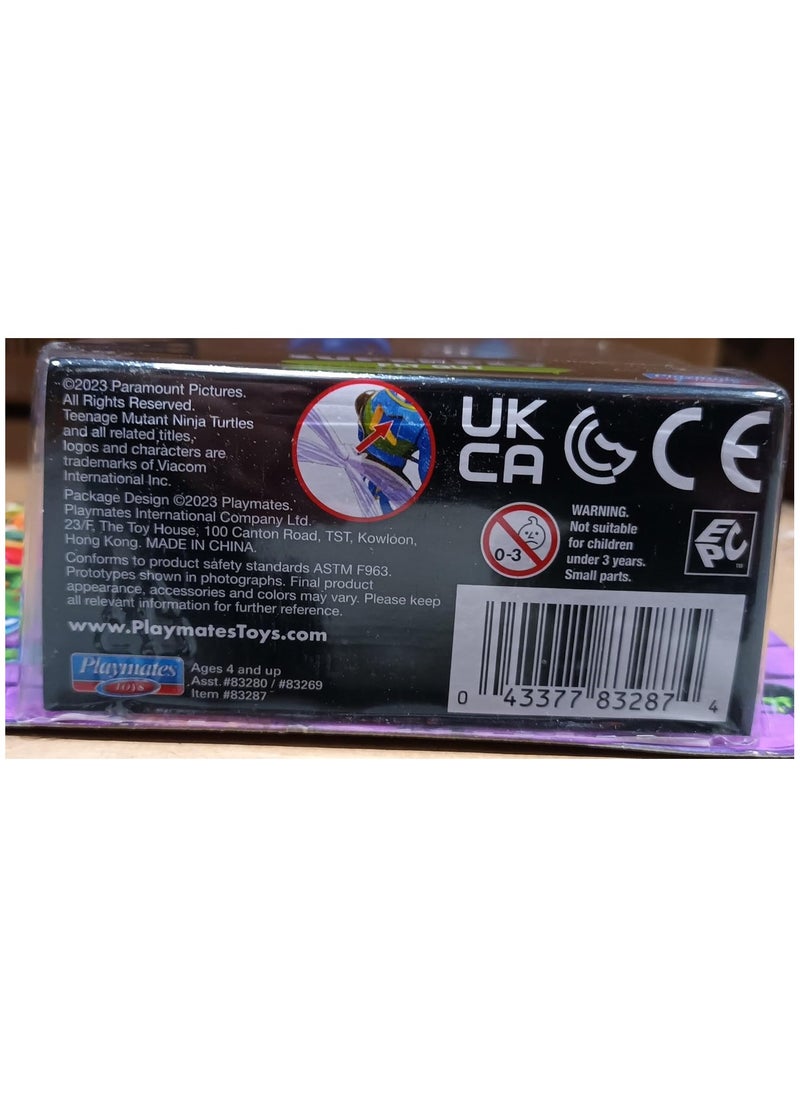 ©2023 Paramount Pictures.
All Rights Reserved.
Teenage Mutant Ninja Turtles
and all related titles,
logos and characters are
trademarks of Viacom
International Inc.
Package Design ©2023 Playmates.
Playmates International Company Ltd.
23/F, The Toy House, 100 Canton Road, TST, Kowloon,
Hong Kong. MADE IN CHINA.
Conforms to product safety standards ASTM F963.
Prototypes shown in photographs. Final product
appearance, accessories and colors may vary. Please keep
all relevant information for further reference.
www.PlaymatesToys.com
Playmates
TOYS
Ages 4 and up
Asst.#83280 / #83269
Item #83287
UK
CA
CE
0-3
WARNING.
Not suitable
for children
under 3 years.
Small parts.
EPC
TM
0 43377 83287 4